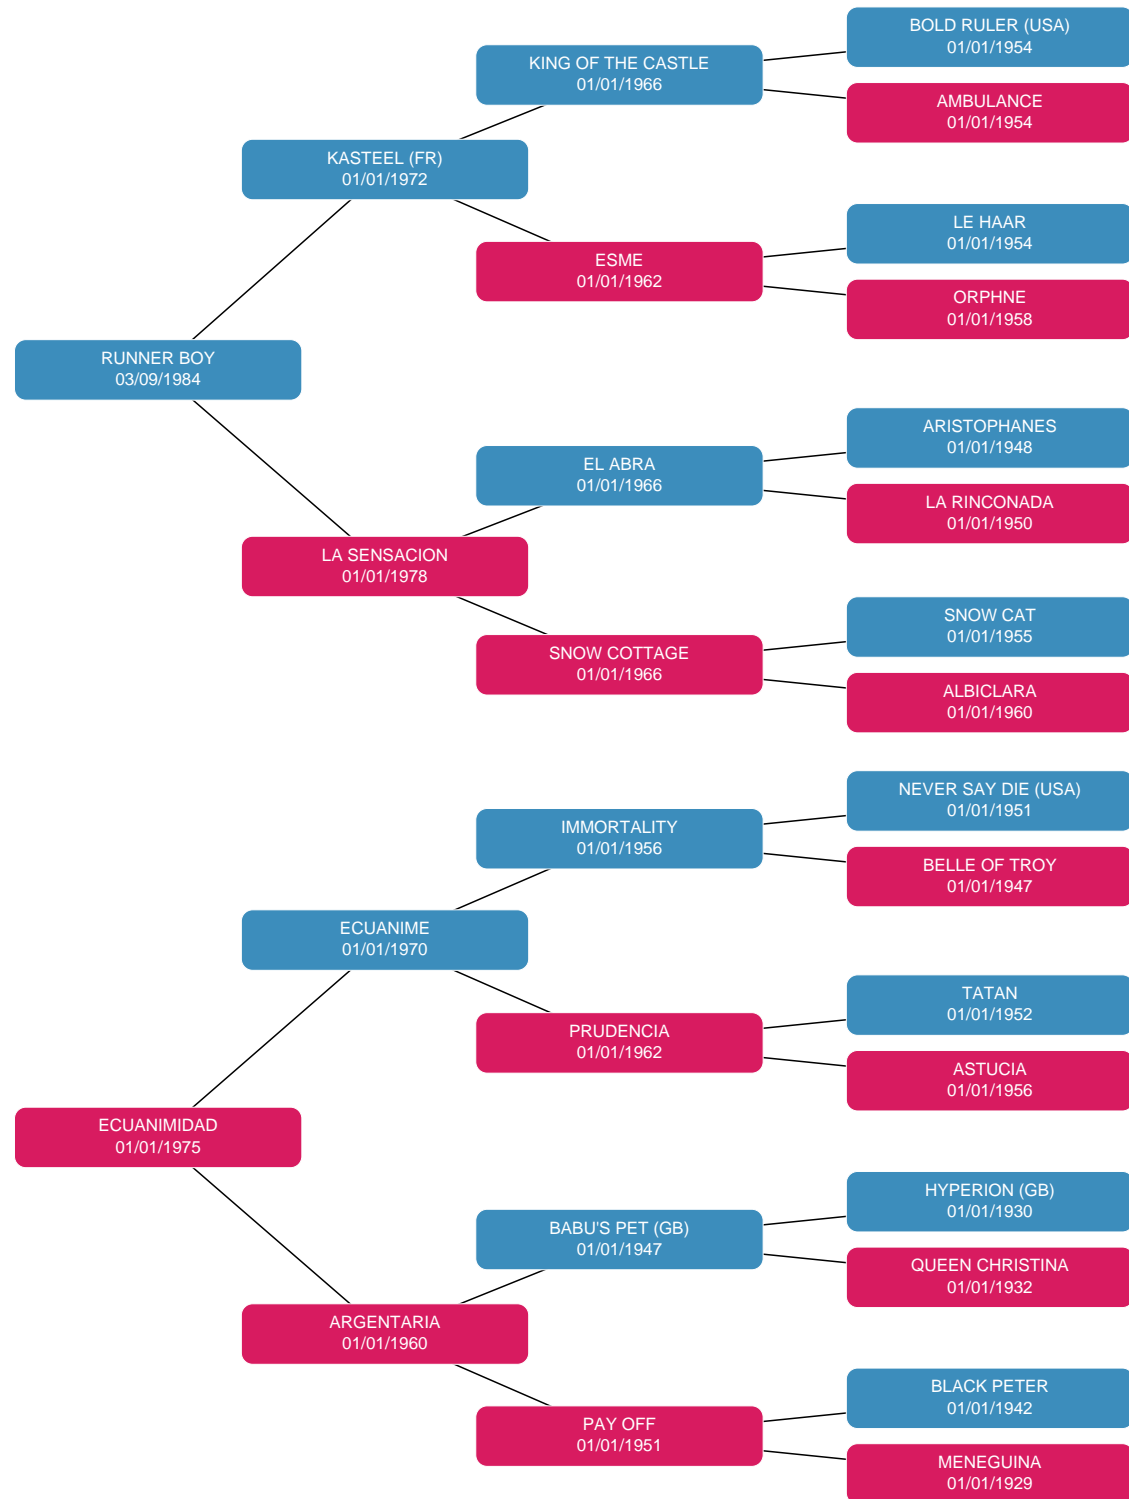 BOLD RULER (USA)
01/01/1954
KING OF THE CASTLE
01/01/1966
AMBULANCE
01/01/1954
KASTEEL (FR)
01/01/1972
LE HAAR
01/01/1954
ESME
01/01/1962
ORPHNE
01/01/1958
RUNNER BOY
03/09/1984
ARISTOPHANES
01/01/1948
EL ABRA
01/01/1966
LA RINCONADA
01/01/1950
LA SENSACION
01/01/1978
SNOW CAT
01/01/1955
SNOW COTTAGE
01/01/1966
ALBICLARA
01/01/1960
NEVER SAY DIE (USA)
01/01/1951
IMMORTALITY
01/01/1956
BELLE OF TROY
01/01/1947
ECUANIME
01/01/1970
TATAN
01/01/1952
PRUDENCIA
01/01/1962
ASTUCIA
01/01/1956
ECUANIMIDAD
01/01/1975
HYPERION (GB)
01/01/1930
BABU'S PET (GB)
01/01/1947
QUEEN CHRISTINA
01/01/1932
ARGENTARIA
01/01/1960
BLACK PETER
01/01/1942
PAY OFF
01/01/1951
MENEGUINA
01/01/1929